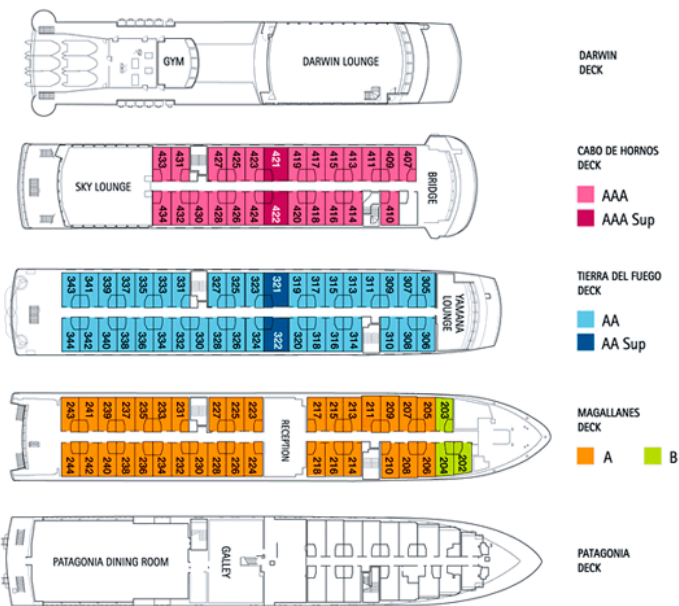 GYM
DARWIN LOUNGE
DARWIN
DECK
433 431 427 425 423 421 419 417 415 413 411 409 407
SKY LOUNGE
BRIDGE
434 432 430 428 426 424 422 420 418 416 414 410
CABO DE HORNOS
DECK
AAA
AAA Sup
343 341 339 337 335 333 331 327 325 323 321 319 317 315 313 311 309 307 305
YAMANA
LOUNGE
344 342 340 338 336 334 332 330 328 326 324 322 320 318 316 314 310 308 306
TIERRA DEL FUEGO
DECK
AA
AA Sup
243 241 239 237 235 233 231 227 225 223 217 215 213 211 209 207 205 203
RECEPTION
244 242 240 238 236 234 232 230 228 226 224 218 216 214 210 208 206 204 202
MAGALLANES
DECK
A
B
PATAGONIA DINING ROOM
GALLEY
PATAGONIA
DECK